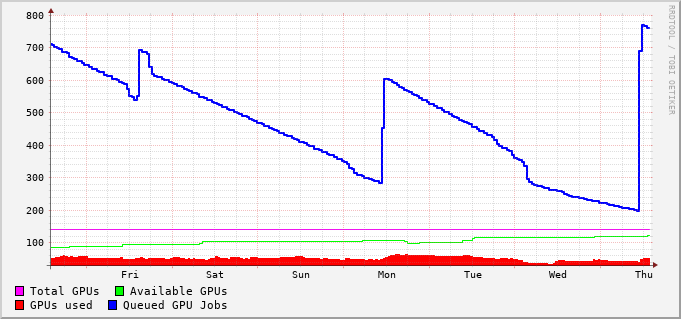 800
700
600
500
400
300
200
100
Fri Sat Sun Mon Tue Wed Thu
RRDTOOL / TOBI OETIKER
Total GPUs Available GPUs
GPUs used Queued GPU Jobs